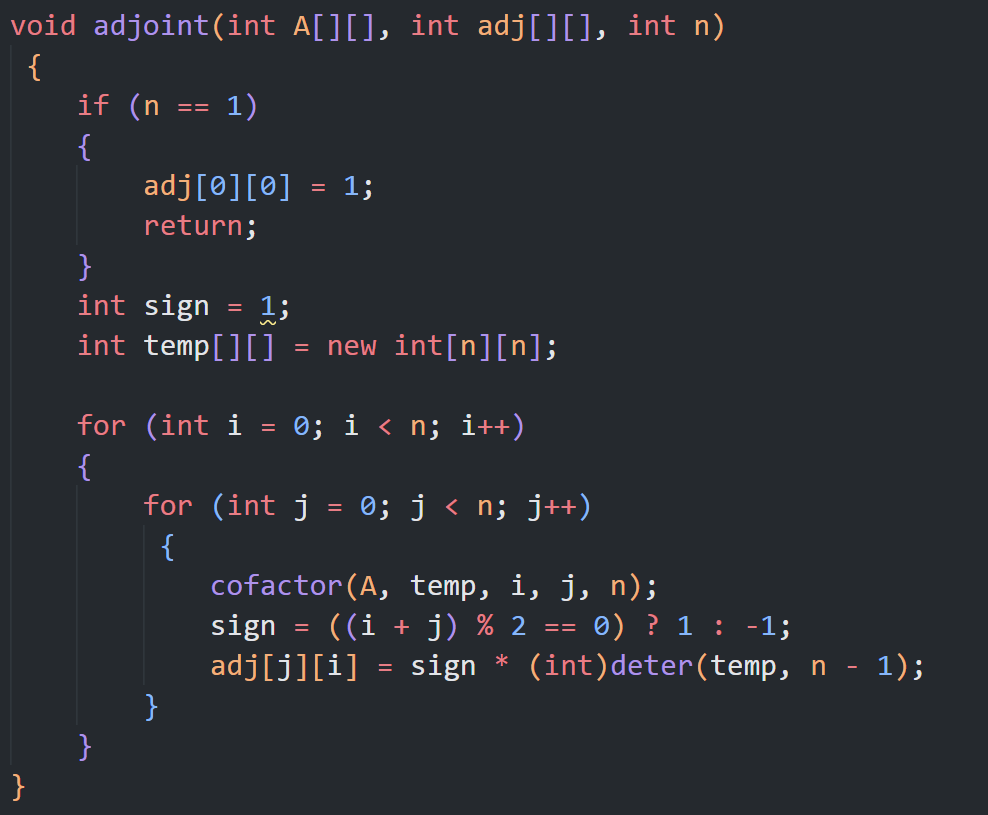 void adjoint(int A[][], int adj[][], int n)
 {
    if (n == 1)
    {
        adj[0][0] = 1;
        return;
    }
    int sign = 1;
    int temp[][] = new int[n][n];

    for (int i = 0; i < n; i++)
    {
        for (int j = 0; j < n; j++)
         {
            cofactor(A, temp, i, j, n);
            sign = ((i + j) % 2 == 0) ? 1 : -1;
            adj[j][i] = sign * (int)deter(temp, n - 1);
        }
    }
}